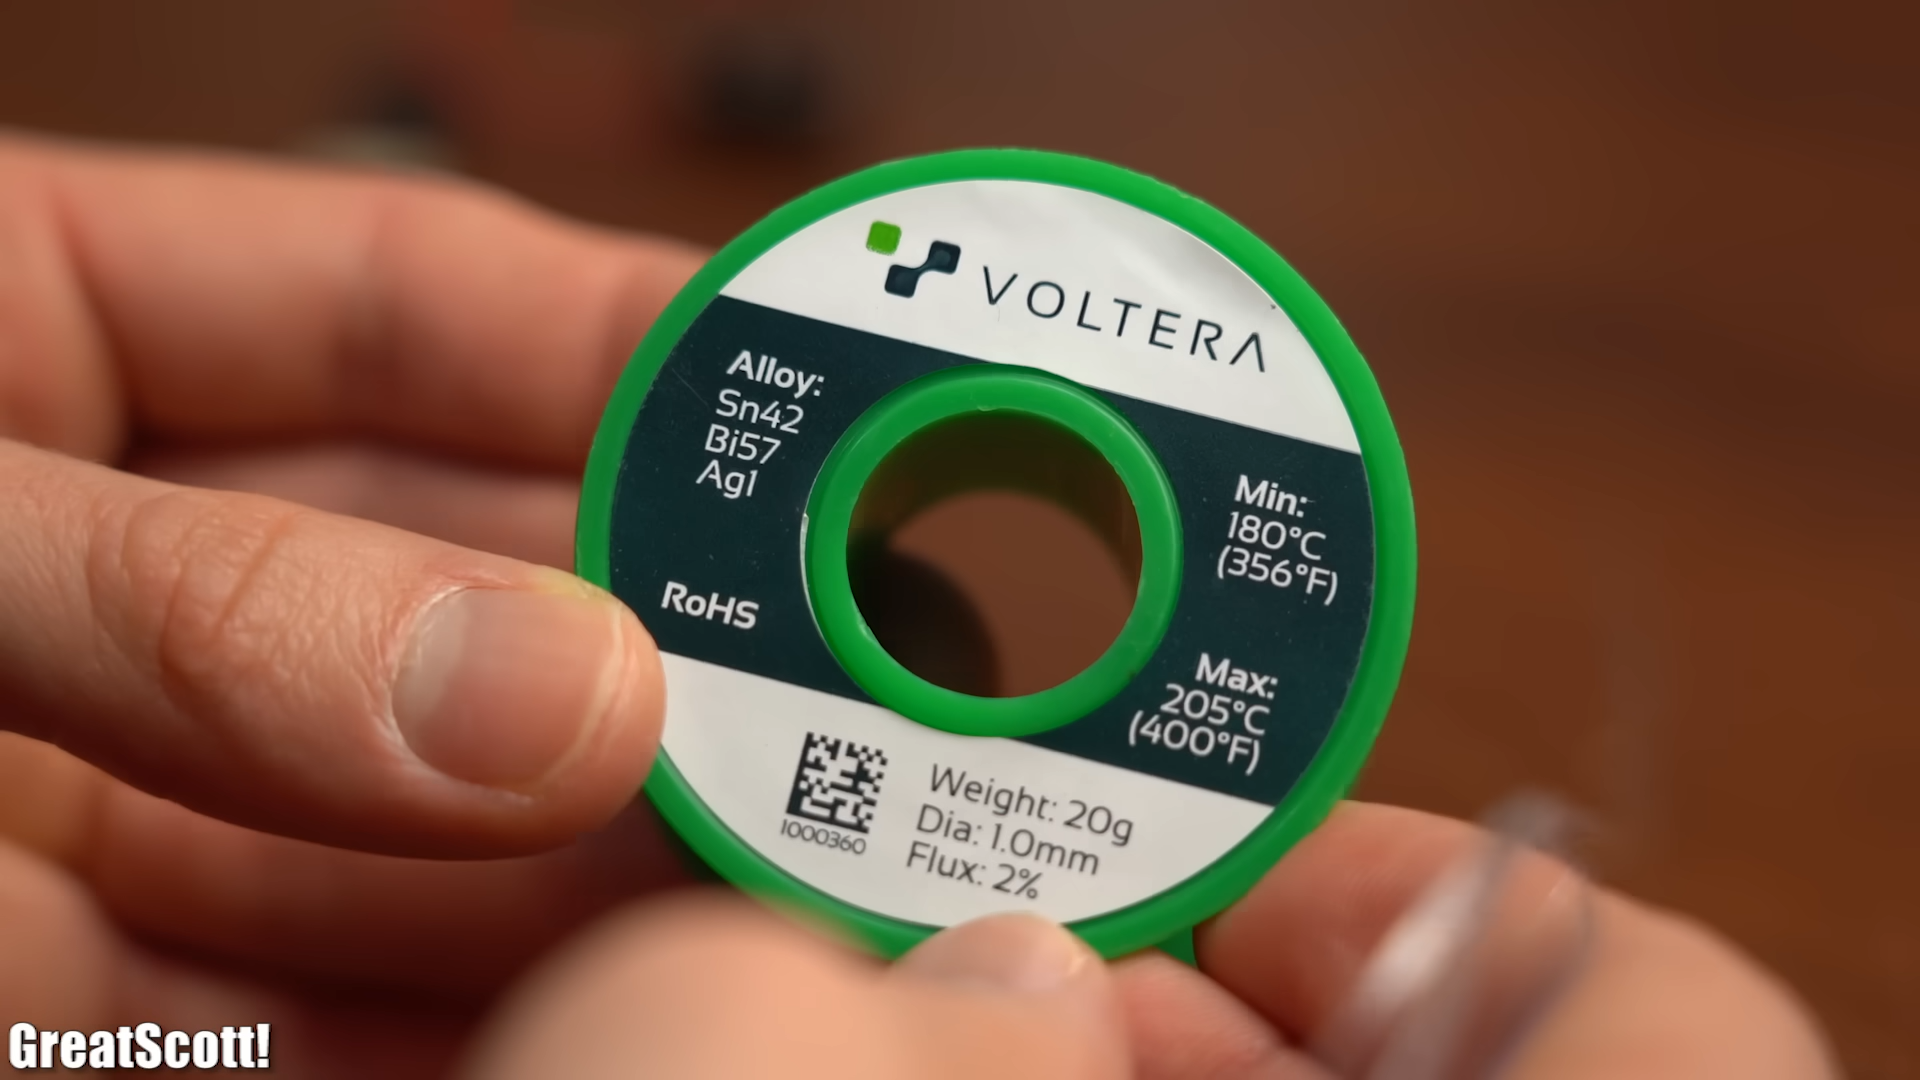 VOLTERA
Alloy:
Sn42
Bi57
Ag1
RoHS
Min:
180°C
(356°F)
Max:
205°C
(400°F)
1000360
Weight: 20g
Dia: 1.0mm
Flux: 2%
GreatScott!